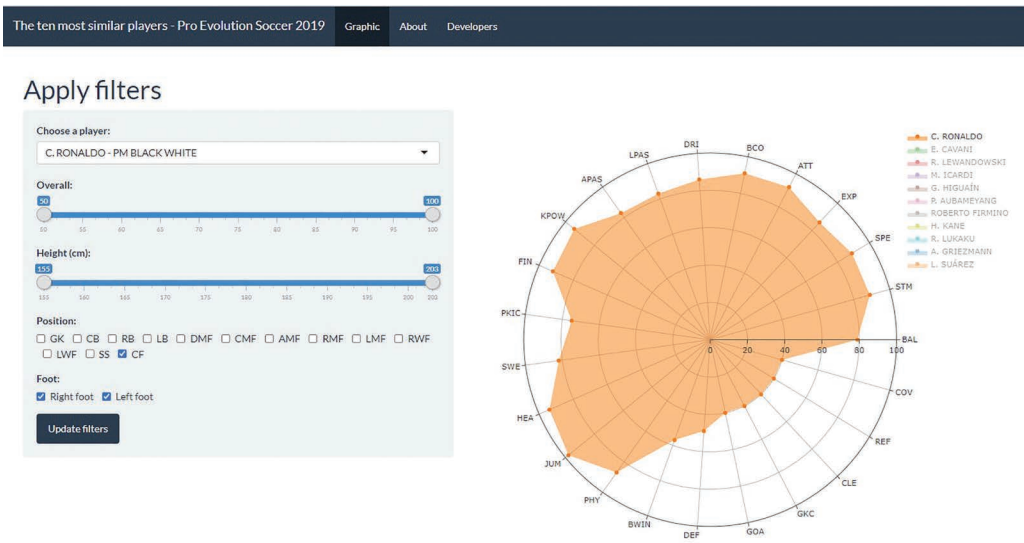 The ten most similar players - Pro Evolution Soccer 2019 Graphic About Developers
Apply filters
Choose a player:
C. RONALDO - PM BLACK WHITE
Overall:
50 100
50 55 60 65 70 75 80 85 90 95 100
Height (cm):
155 203
155 160 165 170 175 180 185 190 195 200 203
Position:
GK CB RB LB DMF CMF AMF RMF LMF RWF
LWF SS CF
Foot:
Right foot Left foot
Update filters
DRI
BCO
ATT
EXP
SPE
STM
BAL
COV
REF
CLE
GKC
GOA
DEF
BWIN
PHY
JUM
HEA
SWE
PKIC
FIN
KPOW
APAS
LPAS
0 20 40 60 80 100
C. RONALDO
E. CAVANI
R. LEWANDOWSKI
M. ICARDI
G. HIGUAÍN
P. AUBAMEYANG
ROBERTO FIRMINO
H. KANE
R. LUKAKU
A. GRIEZMANN
L. SUÁREZ